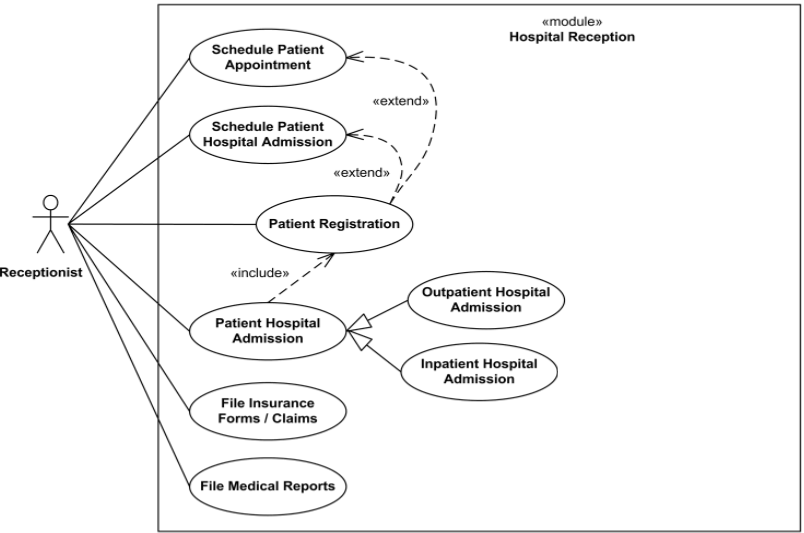 «module»
Hospital Reception
Schedule Patient
Appointment
«extend»
Schedule Patient
Hospital Admission
«extend»
Patient Registration
Receptionist
«include»
Outpatient Hospital
Admission
Patient Hospital
Admission
Inpatient Hospital
Admission
File Insurance
Forms / Claims
File Medical Reports